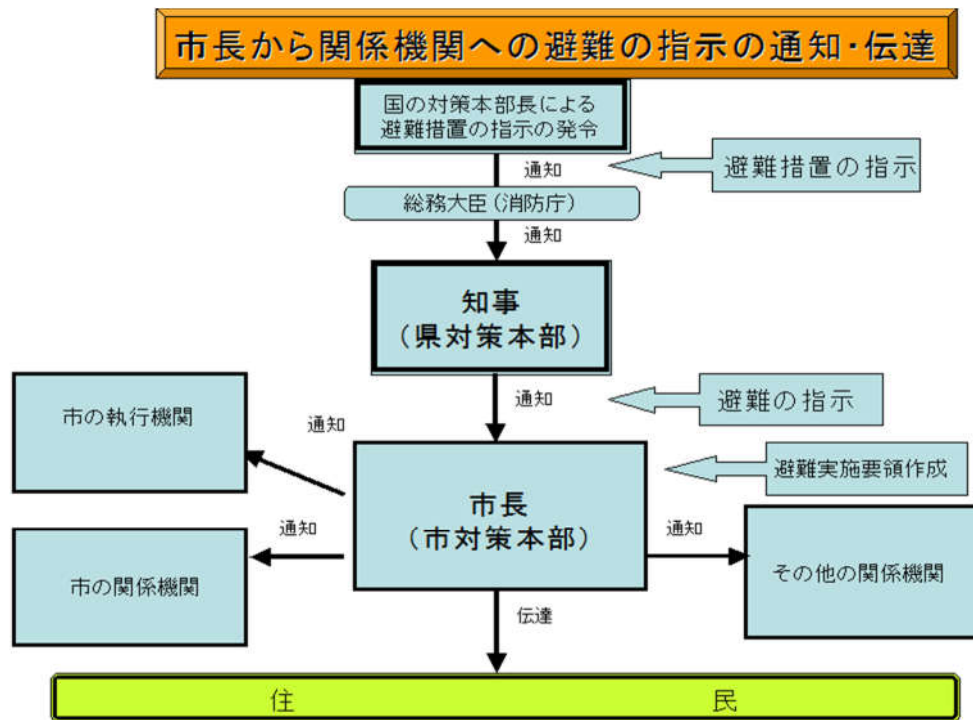 市長から関係機関への避難の指示の通知・伝達
国の対策本部長による
避難措置の指示の発令
通知
避難措置の指示
総務大臣(消防庁)
通知
知事
(県対策本部)
通知
避難の指示
市の執行機関
通知
避難実施要領作成
市長
(市対策本部)
通知
通知
市の関係機関
その他の関係機関
伝達
住民